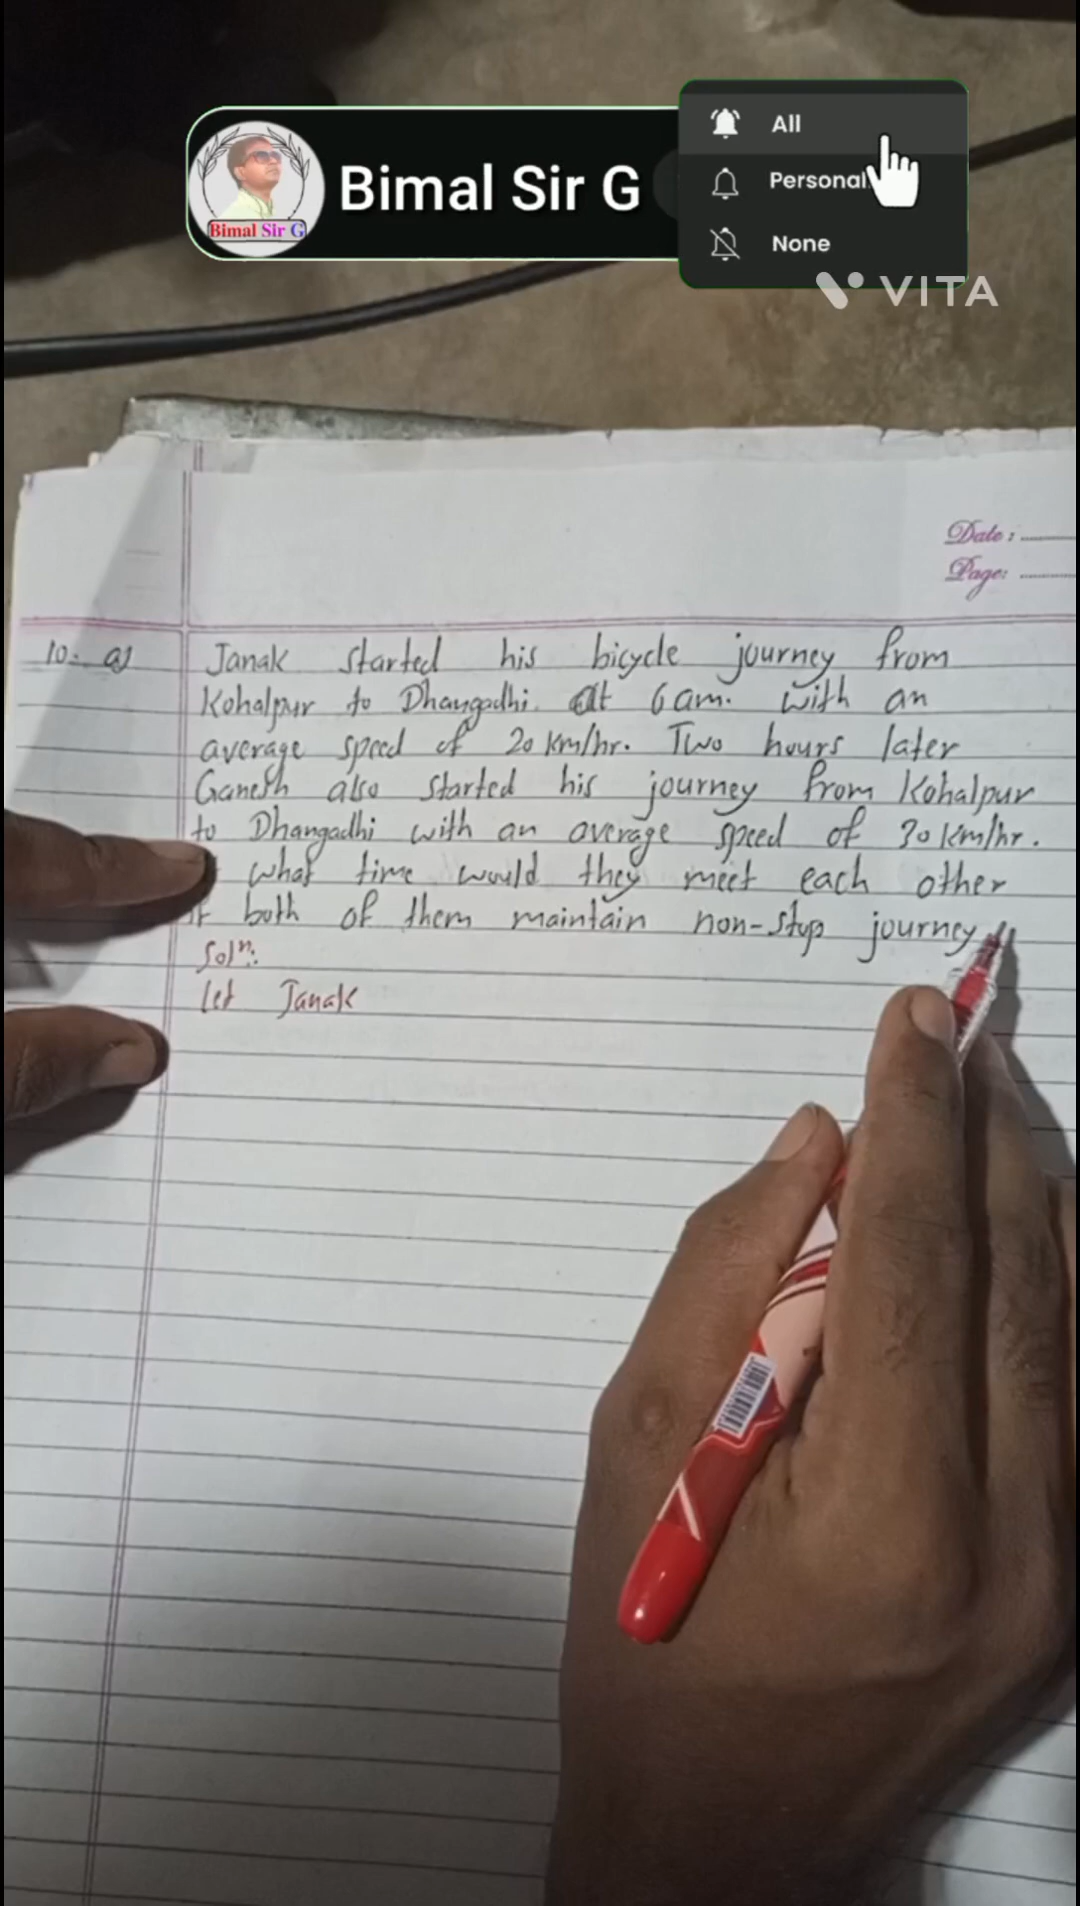 Bimal Sir G
Bimal Sir G
All
Personal
None
VITA
Date:
Page:
10. a)
Janak started his bicycle journey from
Kohalpur to Dhangadhi. At 6 am. with an
average speed of 20 km/hr. Two hours later
Ganesh also started his journey from Kohalpur
to Dhangadhi with an average speed of 30 km/hr.
what time would they meet each other
if both of them maintain non-stop journey
Solⁿ:
Let Janak